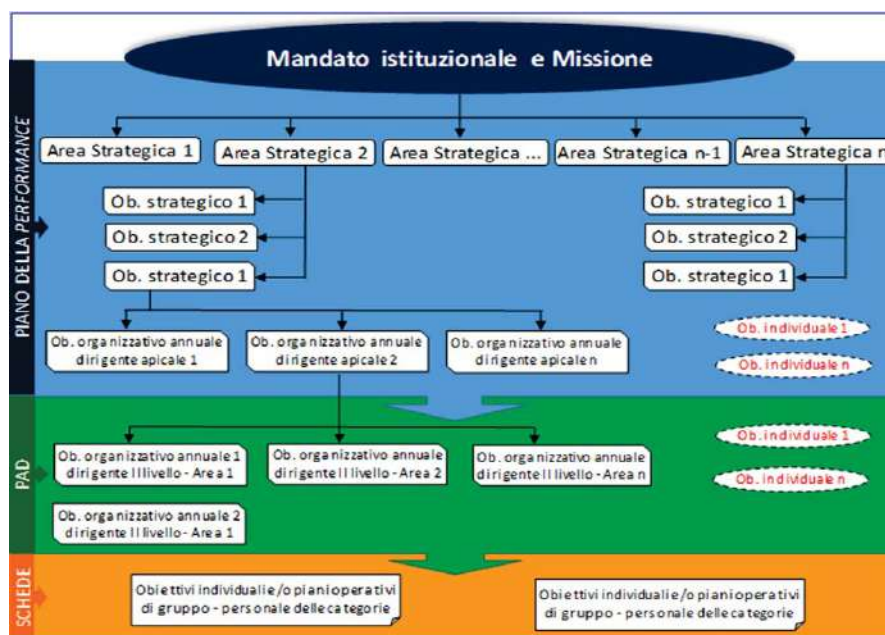 Mandato istituzionale e Missione
PIANO DELLA PERFORMANCE
Area Strategica 1
Area Strategica 2
Area Strategica ...
Area Strategica n-1
Area Strategica n
Ob. strategico 1
Ob. strategico 2
Ob. strategico 1
Ob. strategico 1
Ob. strategico 2
Ob. strategico 1
Ob. organizzativo annuale
dirigente apicale 1
Ob. organizzativo annuale
dirigente apicale 2
Ob. organizzativo annuale
dirigente apicale n
Ob. individuale 1
Ob. individuale n
PAD
Ob. organizzativo annuale 1
dirigente II livello - Area 1
Ob. organizzativo annuale
dirigente II livello - Area 2
Ob. organizzativo annuale
dirigente II livello - Area n
Ob. individuale 1
Ob. individuale n
Ob. organizzativo annuale 2
dirigente II livello - Area 1
SCHEDE
Obiettivi individuali e/o piani operativi
di gruppo - personale delle categorie
Obiettivi individuali e/o piani operativi
di gruppo - personale delle categorie